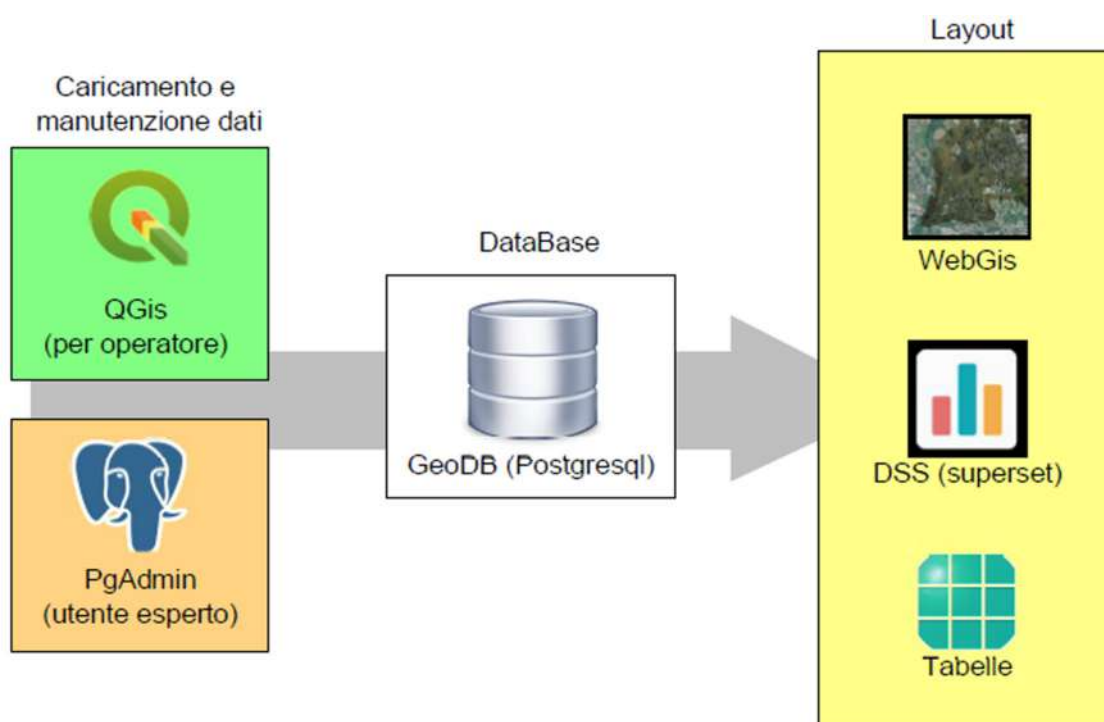 Caricamento e
manutenzione dati
QGis
(per operatore)
PgAdmin
(utente esperto)
DataBase
GeoDB (Postgresql)
Layout
WebGis
DSS (superset)
Tabelle